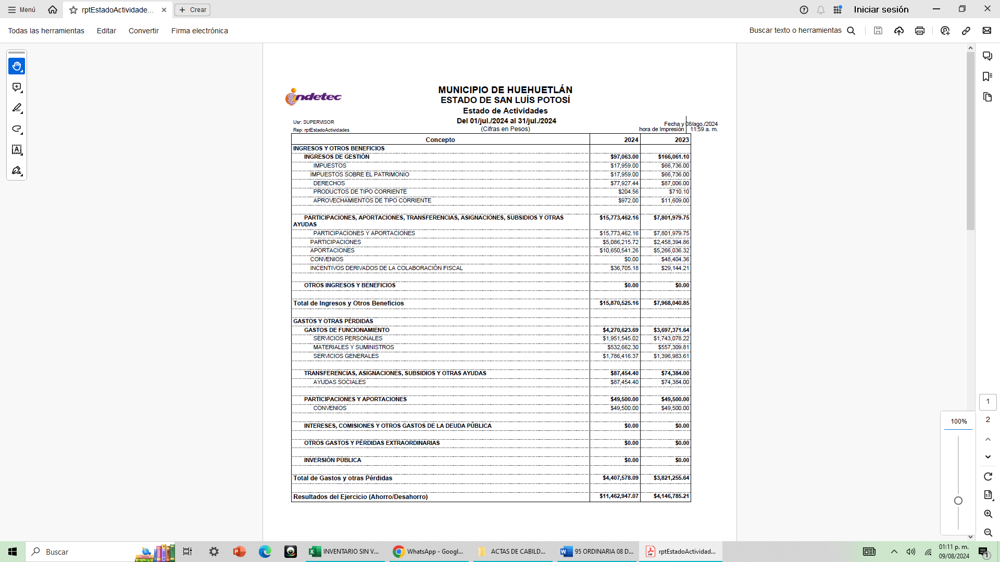 Menú
rptEstadoActividade...
Crear
Iniciar sesión
Todas las herramientas Editar Convertir Firma electrónica
Buscar texto o herramientas
indetec
MUNICIPIO DE HUEHUETLÁN
ESTADO DE SAN LUÍS POTOSÍ
Estado de Actividades
Usr: SUPERVISOR
Del 01/jul./2024 al 31/jul./2024
Fecha y 08/ago./2024
Rep: rptEstadoActividades
(Cifras en Pesos)
hora de Impresión 11:59 a. m.
Concepto 2024 2023
INGRESOS Y OTROS BENEFICIOS
INGRESOS DE GESTIÓN $97,063.00 $166,061.10
IMPUESTOS $17,959.00 $66,736.00
IMPUESTOS SOBRE EL PATRIMONIO $17,959.00 $66,736.00
DERECHOS $77,927.44 $87,006.00
PRODUCTOS DE TIPO CORRIENTE $204.56 $710.10
APROVECHAMIENTOS DE TIPO CORRIENTE $972.00 $11,609.00
PARTICIPACIONES, APORTACIONES, TRANSFERENCIAS, ASIGNACIONES, SUBSIDIOS Y OTRAS $15,773,462.16 $7,801,979.75
AYUDAS
PARTICIPACIONES Y APORTACIONES $15,773,462.16 $7,801,979.75
PARTICIPACIONES $5,086,215.72 $2,458,394.86
APORTACIONES $10,650,541.26 $5,266,036.32
CONVENIOS $0.00 $48,404.36
INCENTIVOS DERIVADOS DE LA COLABORACIÓN FISCAL $36,705.18 $29,144.21
OTROS INGRESOS Y BENEFICIOS $0.00 $0.00
Total de Ingresos y Otros Beneficios $15,870,525.16 $7,968,040.85
GASTOS Y OTRAS PÉRDIDAS
GASTOS DE FUNCIONAMIENTO $4,270,623.69 $3,697,371.64
SERVICIOS PERSONALES $1,951,545.02 $1,743,078.22
MATERIALES Y SUMINISTROS $532,662.30 $557,309.81
SERVICIOS GENERALES $1,786,416.37 $1,396,983.61
TRANSFERENCIAS, ASIGNACIONES, SUBSIDIOS Y OTRAS AYUDAS $87,454.40 $74,384.00
AYUDAS SOCIALES $87,454.40 $74,384.00
PARTICIPACIONES Y APORTACIONES $49,500.00 $49,500.00
CONVENIOS $49,500.00 $49,500.00
INTERESES, COMISIONES Y OTROS GASTOS DE LA DEUDA PÚBLICA $0.00 $0.00
OTROS GASTOS Y PÉRDIDAS EXTRAORDINARIAS $0.00 $0.00
INVERSIÓN PÚBLICA $0.00 $0.00
Total de Gastos y otras Pérdidas $4,407,578.09 $3,821,255.64
Resultados del Ejercicio (Ahorro/Desahorro) $11,462,947.07 $4,146,785.21
1
2
100%
Buscar
INVENTARIO SIN V...
WhatsApp - Googl...
ACTAS DE CABILD...
95 ORDINARIA 08 D...
rptEstadoActividad...
01:11 p. m.
09/08/2024
1